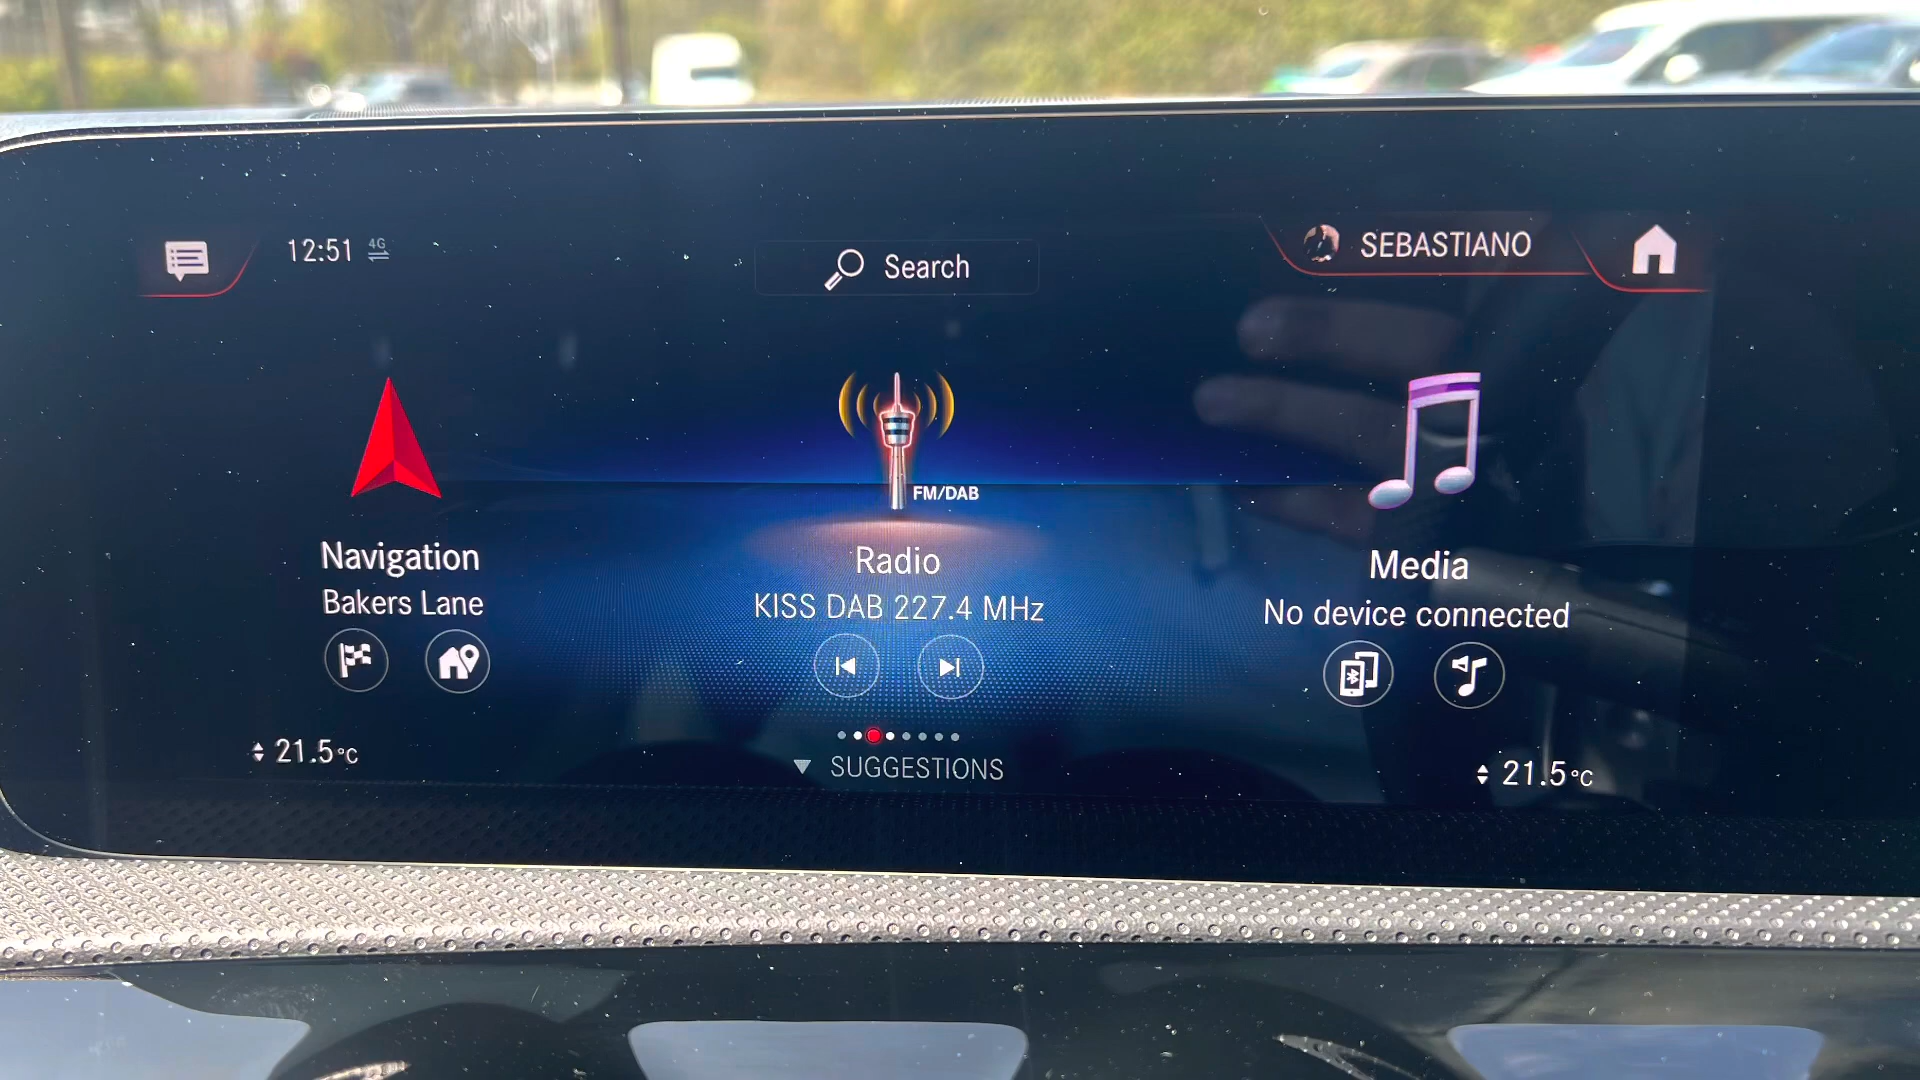 12:51 4G
Search
SEBASTIANO
FM/DAB
Navigation
Bakers Lane
Radio
KISS DAB 227.4 MHz
Media
No device connected
21.5°C
SUGGESTIONS
21.5°C